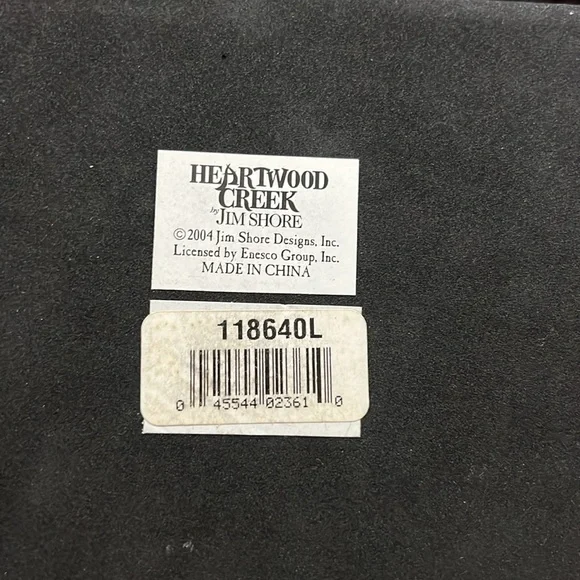 HEARTWOOD
CREEK
by JIM SHORE
©2004 Jim Shore Designs, Inc.
Licensed by Enesco Group, Inc.
MADE IN CHINA
118640L
0 45544 02361 0